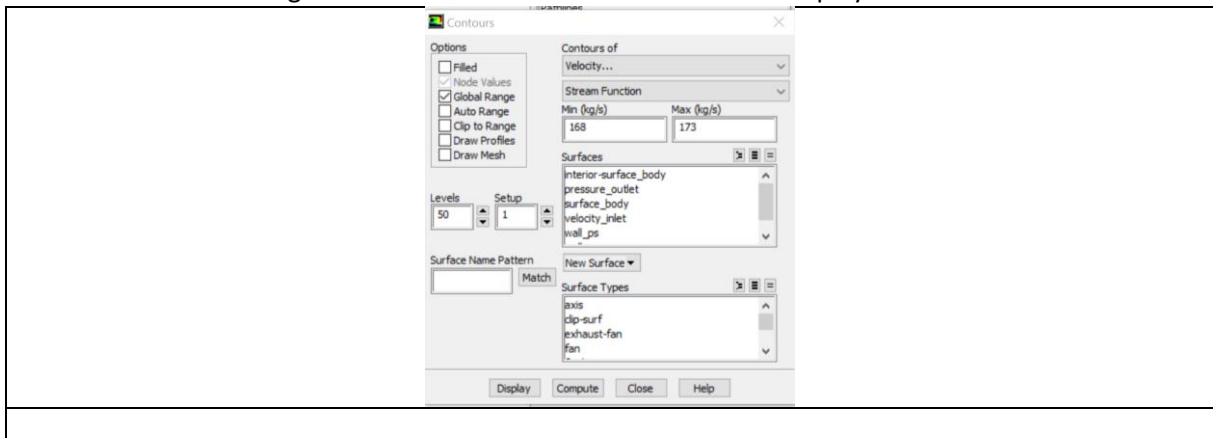 Contours
Options
Filled
Node Values
Global Range
Auto Range
Clip to Range
Draw Profiles
Draw Mesh
Contours of
Velocity...
Stream Function
Min (kg/s) Max (kg/s)
168 173
Surfaces
interior-surface_body
pressure_outlet
surface_body
velocity_inlet
wall_ps
Levels Setup
50 1
Surface Name Pattern
Match
New Surface
Surface Types
axis
clip-surf
exhaust-fan
fan
Display Compute Close Help